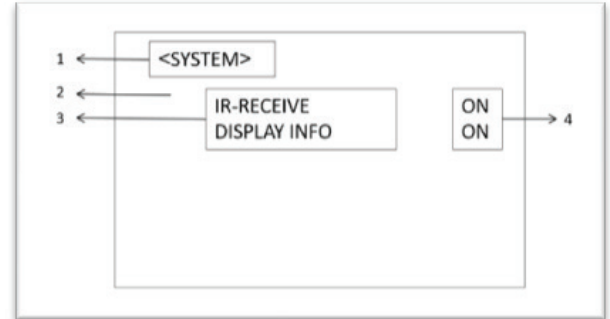 1 <SYSTEM>
2
3 IR-RECEIVE ON
DISPLAY INFO ON 4